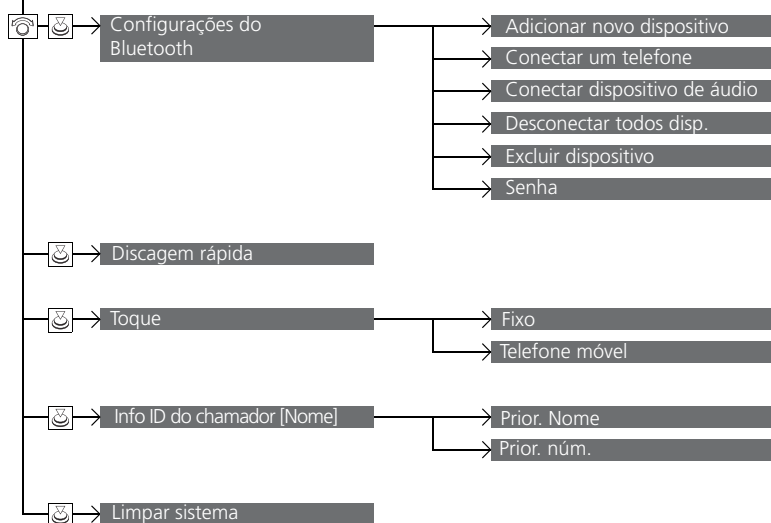 Configurações do
Bluetooth
Adicionar novo dispositivo
Conectar um telefone
Conectar dispositivo de áudio
Desconectar todos disp.
Excluir dispositivo
Senha
Discagem rápida
Toque
Fixo
Telefone móvel
Info ID do chamador [Nome]
Prior. Nome
Prior. núm.
Limpar sistema